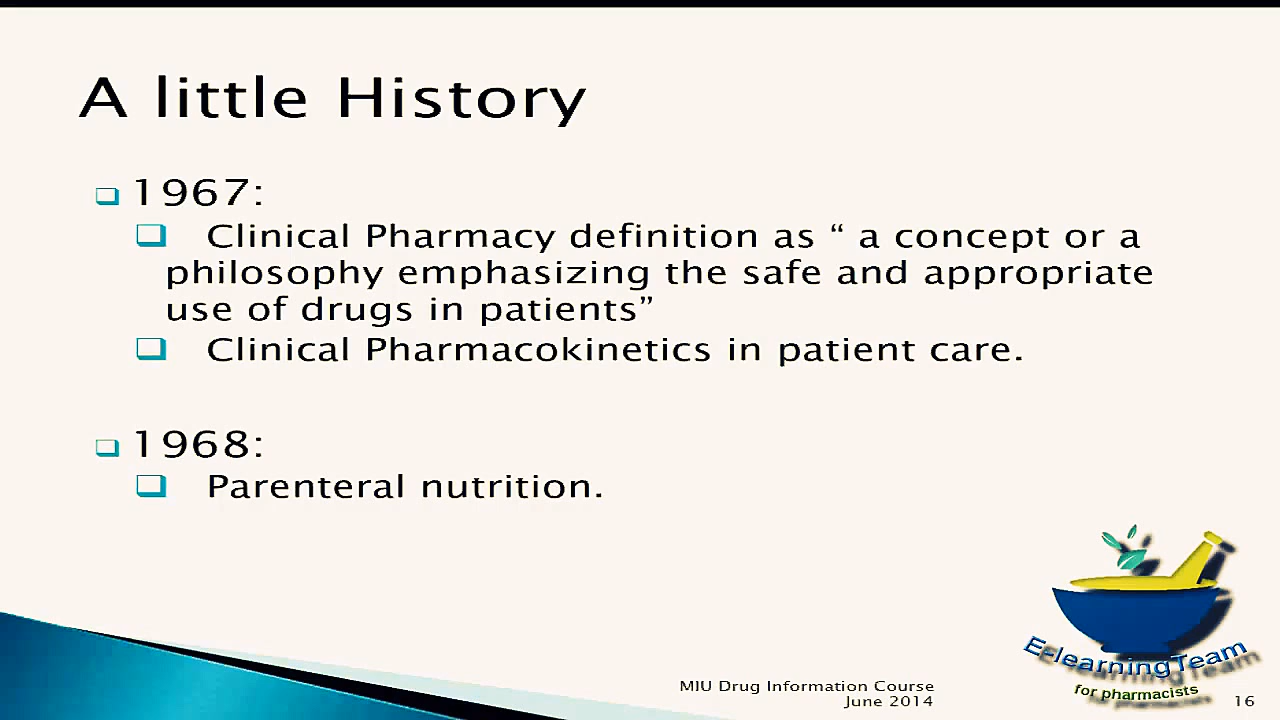 A little History
1967:
Clinical Pharmacy definition as “ a concept or a
philosophy emphasizing the safe and appropriate
use of drugs in patients”
Clinical Pharmacokinetics in patient care.
1968:
Parenteral nutrition.
E-learningTeam
for pharmacists
MIU Drug Information Course
June 2014
16